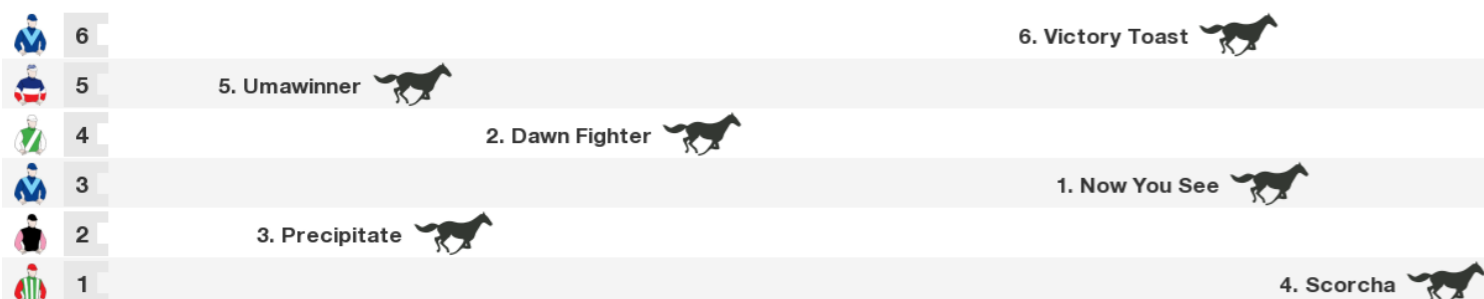 6 6. Victory Toast
5 5. Umawinner
4 2. Dawn Fighter
3 1. Now You See
2 3. Precipitate
1 4. Scorcha